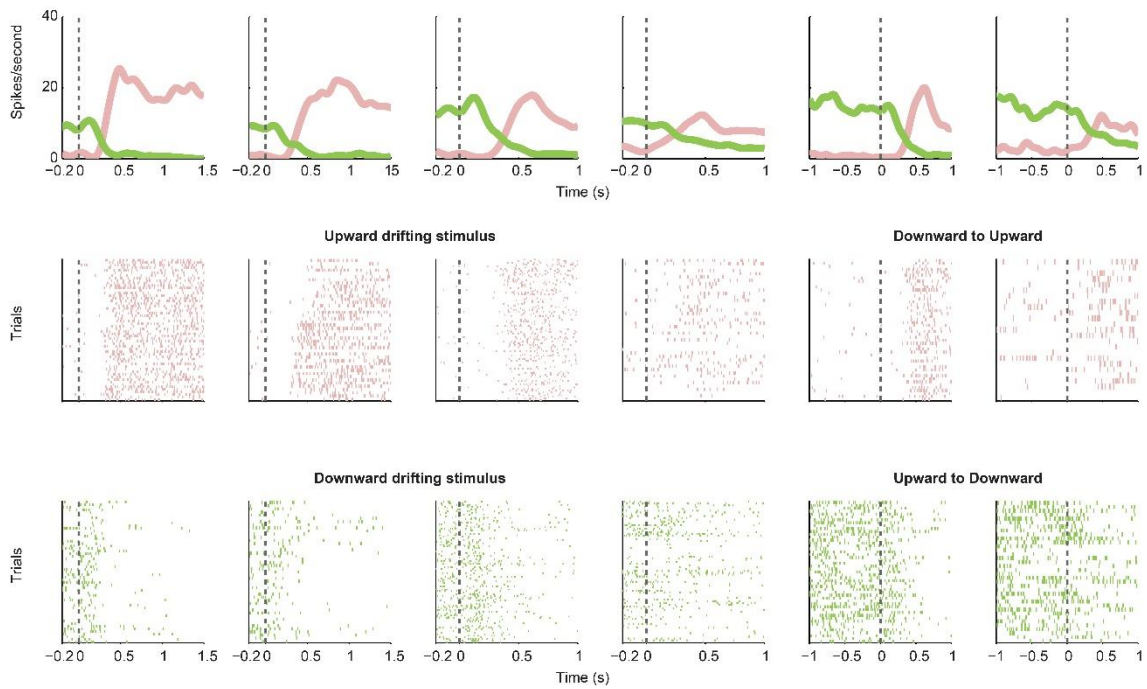 40
20
0
Spikes/second
−0.2 0 0.5 1 1.5 −0.2 0 0.5 1 1.5 −0.2 0 0.5 1 −0.2 0 0.5 1 −1 −0.5 0 0.5 1 −1 −0.5 0 0.5 1
Time (s)
Upward drifting stimulus Downward to Upward
Trials
Downward drifting stimulus Upward to Downward
Trials
−0.2 0 0.5 1 1.5 −0.2 0 0.5 1 1.5 −0.2 0 0.5 1 −0.2 0 0.5 1 −1 −0.5 0 0.5 1 −1 −0.5 0 0.5 1
Time (s)